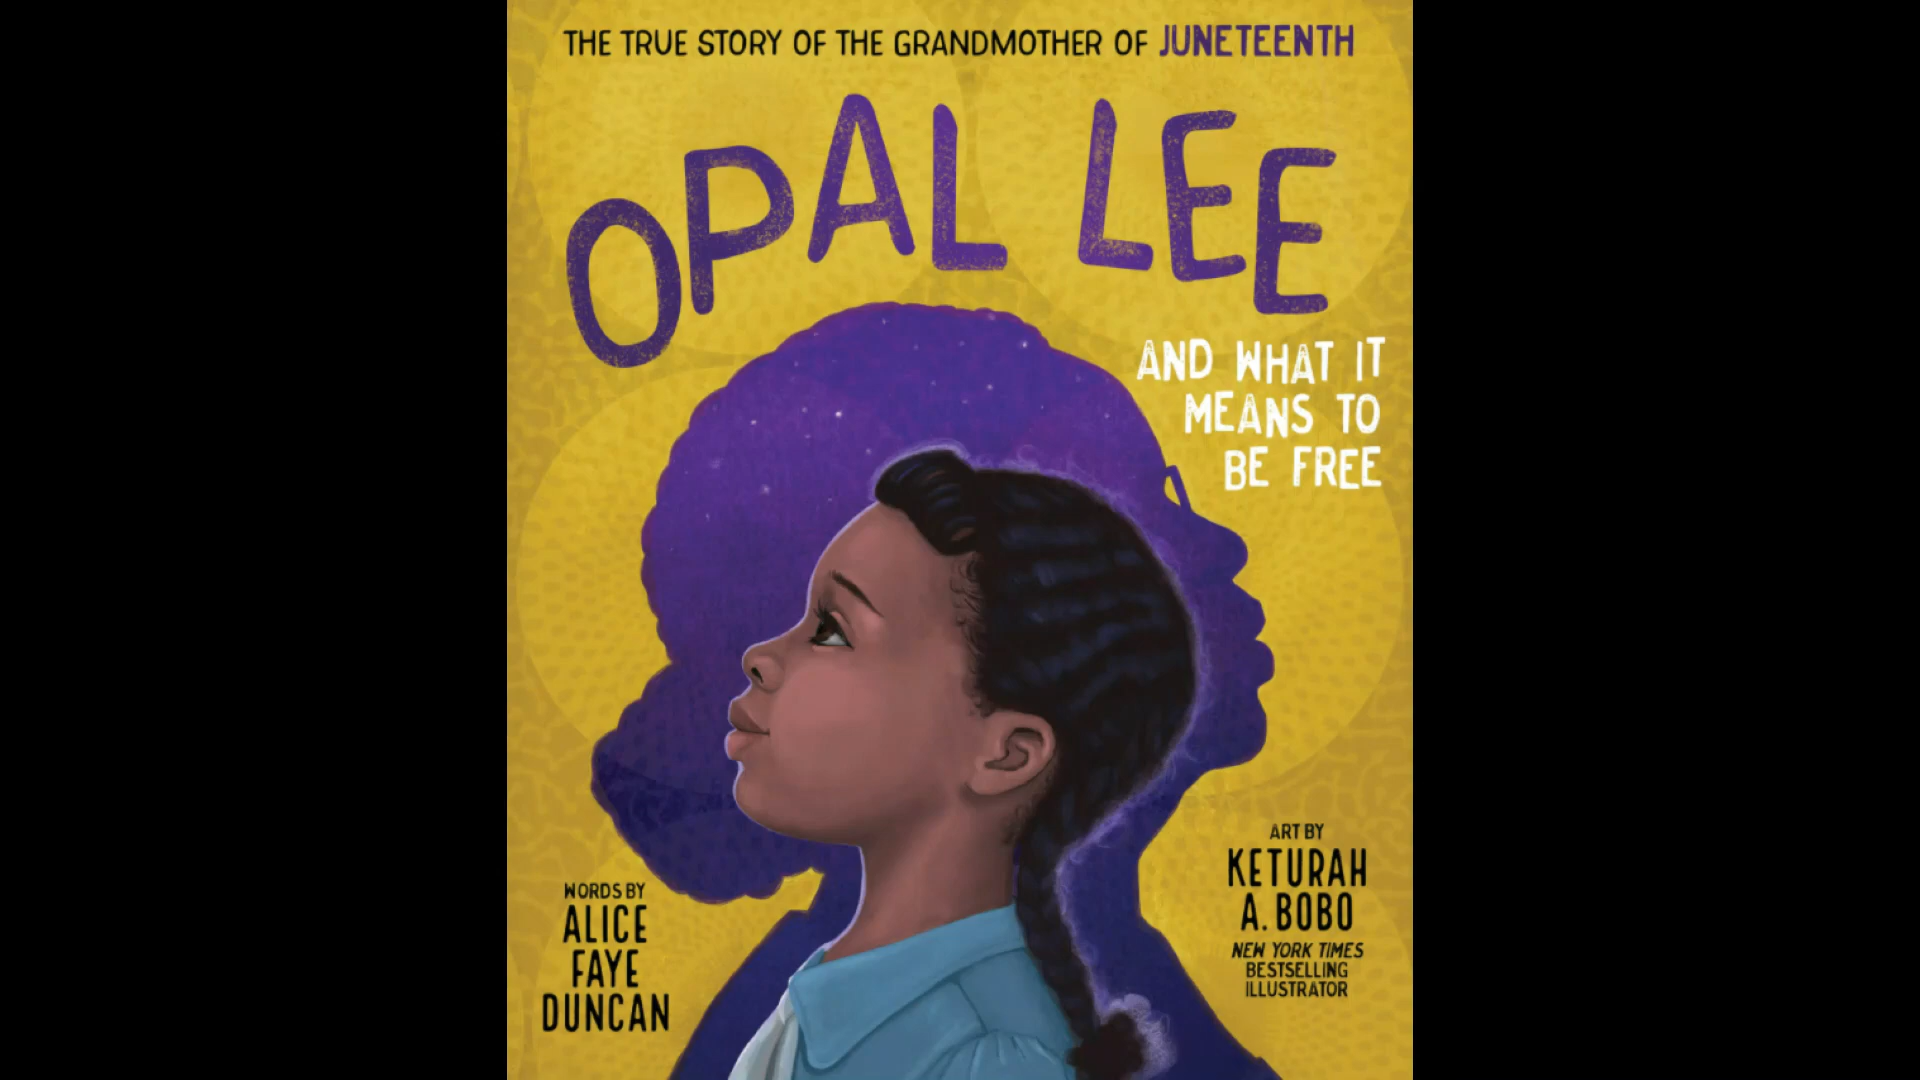 THE TRUE STORY OF THE GRANDMOTHER OF JUNETEENTH
OPAL LEE
AND WHAT IT
MEANS TO
BE FREE
WORDS BY
ALICE
FAYE
DUNCAN
ART BY
KETURAH
A. BOBO
NEW YORK TIMES
BESTSELLING
ILLUSTRATOR